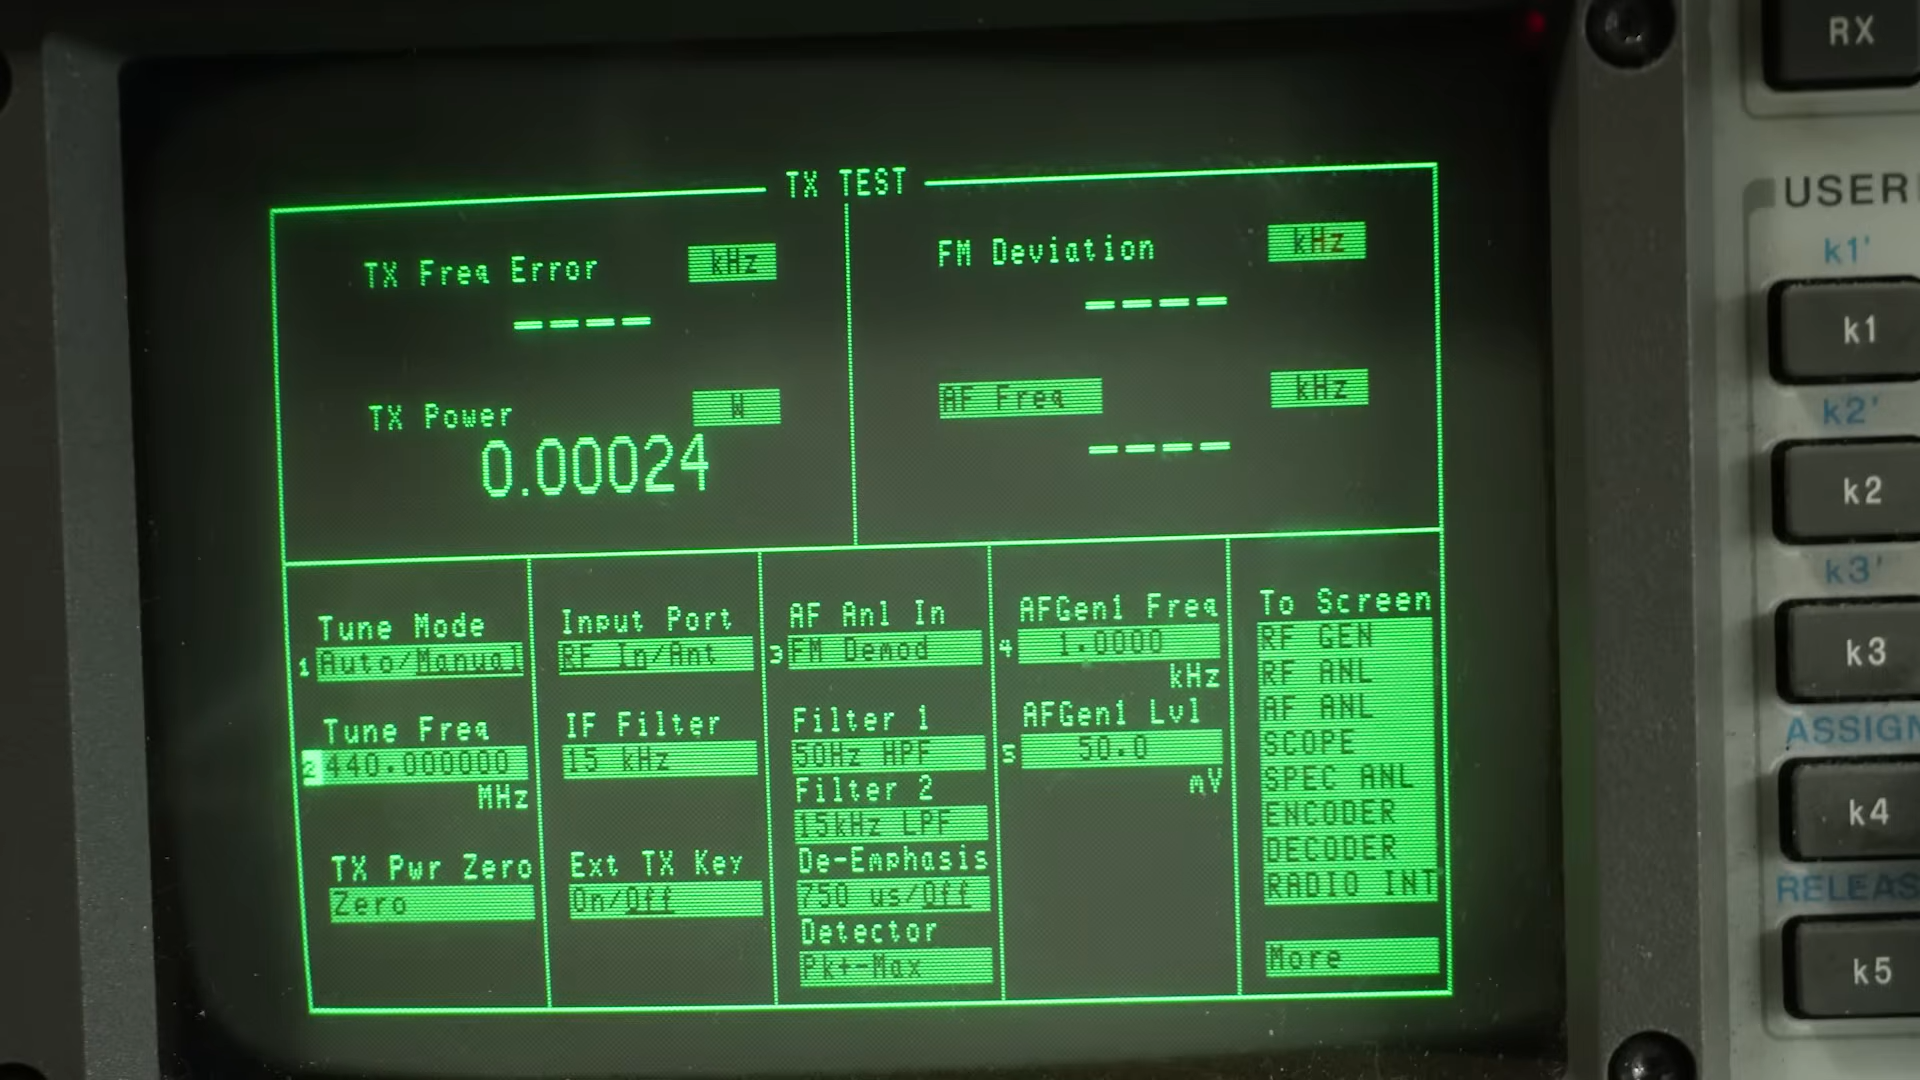 TX TEST
TX Freq Error kHz
----
FM Deviation kHz
----
TX Power W
0.00024
AF Freq kHz
----
Tune Mode
1 Auto/Manual
Tune Freq
2 440.000000
MHz
TX Pwr Zero
Zero
Input Port
RF In/Ant
IF Filter
15 kHz
Ext TX Key
On/Off
AF Anl In
3 FM Demod
Filter 1
50Hz HPF
Filter 2
15kHz LPF
De-Emphasis
750 us/Off
Detector
Pk+-Max
AFGen1 Freq
4 1.0000
kHz
AFGen1 Lvl
5 50.0
mV
To Screen
RF GEN
RF ANL
AF ANL
SCOPE
SPEC ANL
ENCODER
DECODER
RADIO INT
More
RX
USER
k1'
k1
k2'
k2
k3'
k3
ASSIGN
k4
RELEAS
k5